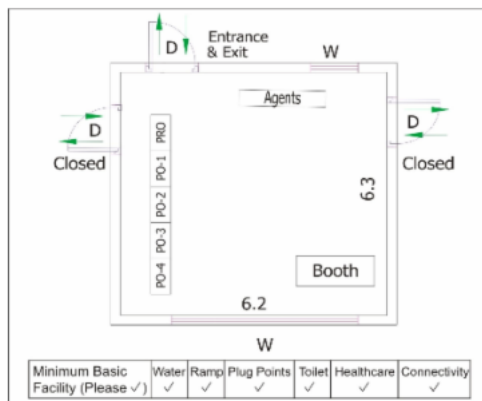 Entrance
& Exit
D
W
Agents
D
Closed
D
Closed
PRO
PO-1
PO-2
PO-3
PO-4
6.3
Booth
6.2
W
Minimum Basic Facility (Please ✓) Water Ramp Plug Points Toilet Healthcare Connectivity
✓ ✓ ✓ ✓ ✓ ✓